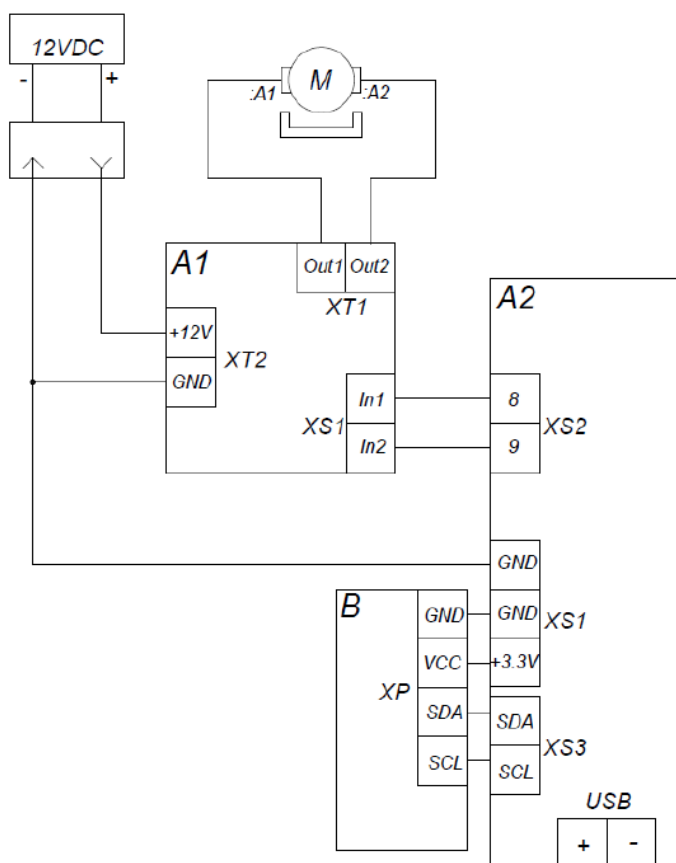 12VDC
- +
M
:A1 :A2
A1
Out1 Out2
XT1
A2
+12V
XT2
GND
In1
8
XS1
XS2
In2
9
GND
B
GND
GND
XS1
VCC
+3.3V
XP
SDA
SDA
XS3
SCL
SCL
USB
+ -